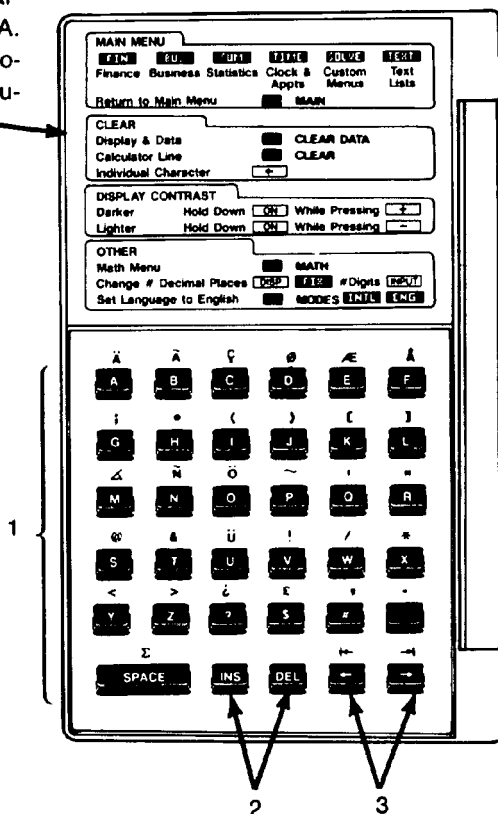 A.
o-
u-
MAIN MENU
FIN BUS SUM TIME SOLVE TEXT
Finance Business Statistics Clock & Custom Text
Appts Menus Lists
Return to Main Menu MAIN
CLEAR
Display & Data CLEAR DATA
Calculator Line CLEAR
Individual Character ←
DISPLAY CONTRAST
Darker Hold Down ON While Pressing +
Lighter Hold Down ON While Pressing −
OTHER
Math Menu MATH
Change # Decimal Places DISP FIX #Digits INPUT
Set Language to English MODES INTL ENG
Ä Ã Ç Ø Æ Å
A B C D E F
( ) [ ]
G H I J K L
∡ Ñ Ö ~ ' "
M N O P Q R
@ & Ü ! / *
S T U V W X
< > ¿ £
Y Z ? $ #
Σ |← →|
SPACE INS DEL ← →
1
2 3